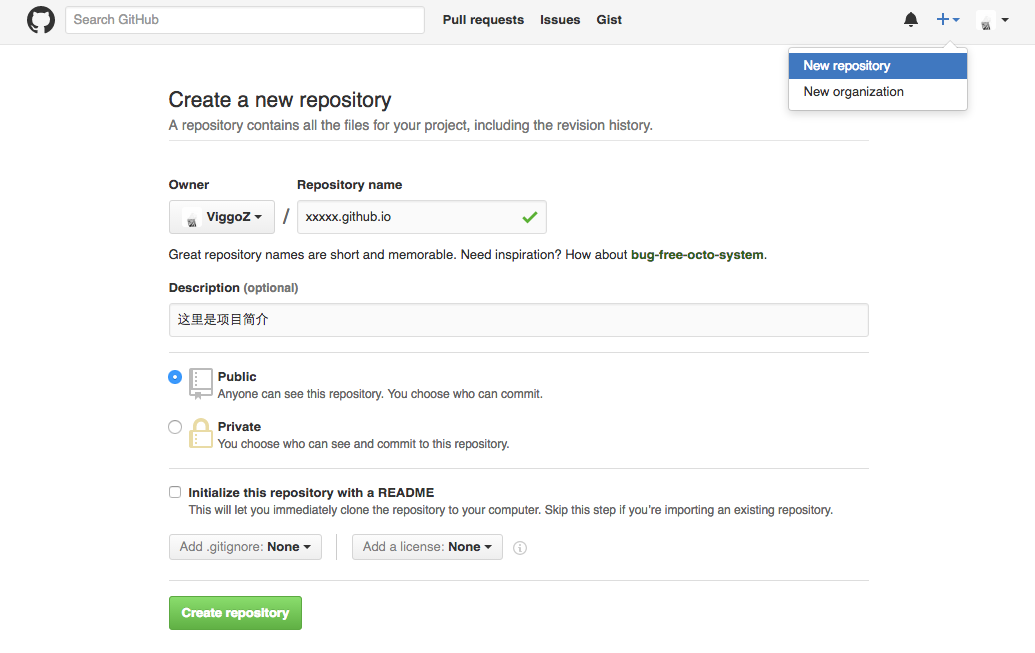 Search GitHub
Pull requests Issues Gist
New repository
New organization
Create a new repository
A repository contains all the files for your project, including the revision history.
Owner Repository name
ViggoZ / xxxxx.github.io
Great repository names are short and memorable. Need inspiration? How about bug-free-octo-system.
Description (optional)
这里是项目简介
Public
Anyone can see this repository. You choose who can commit.
Private
You choose who can see and commit to this repository.
Initialize this repository with a README
This will let you immediately clone the repository to your computer. Skip this step if you're importing an existing repository.
Add .gitignore: None Add a license: None
Create repository